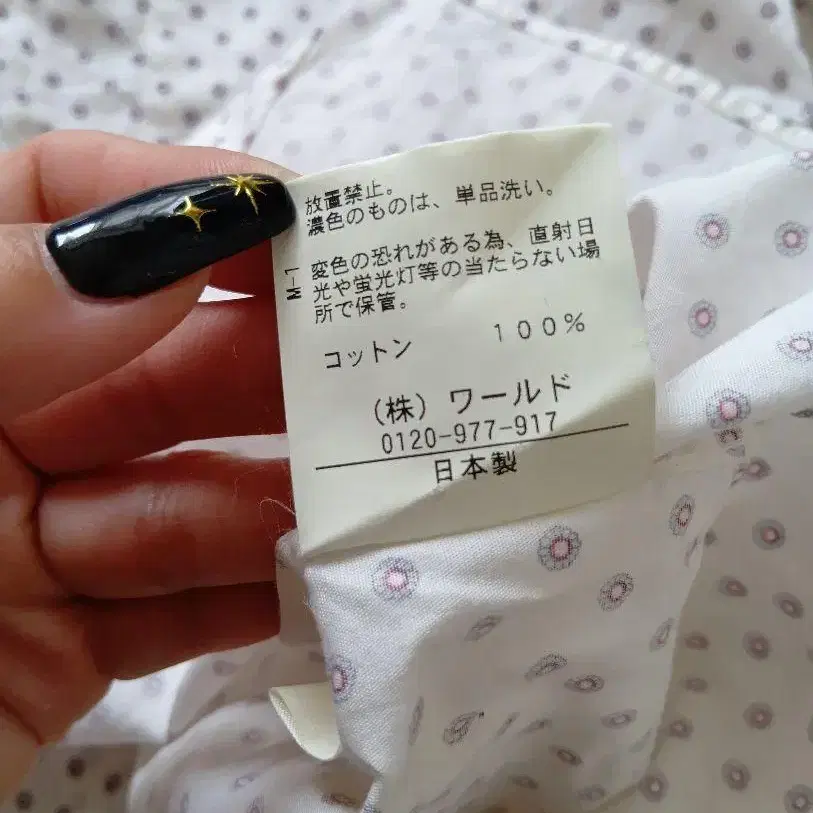 放置禁止。
濃色のものは、単品洗い。
変色の恐れがある為、直射日
光や蛍光灯等の当たらない場
所で保管。
M-1
コットン 100%
(株) ワールド
0120-977-917
日本製